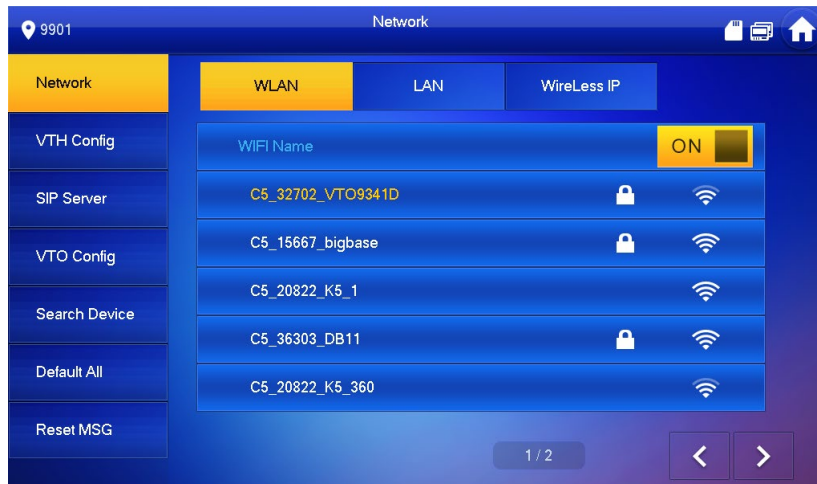 9901
Network
Network
VTH Config
SIP Server
VTO Config
Search Device
Default All
Reset MSG
WLAN LAN WireLess IP
WIFI Name ON
C5_32702_VTO9341D
C5_15667_bigbase
C5_20822_K5_1
C5_36303_DB11
C5_20822_K5_360
1 / 2